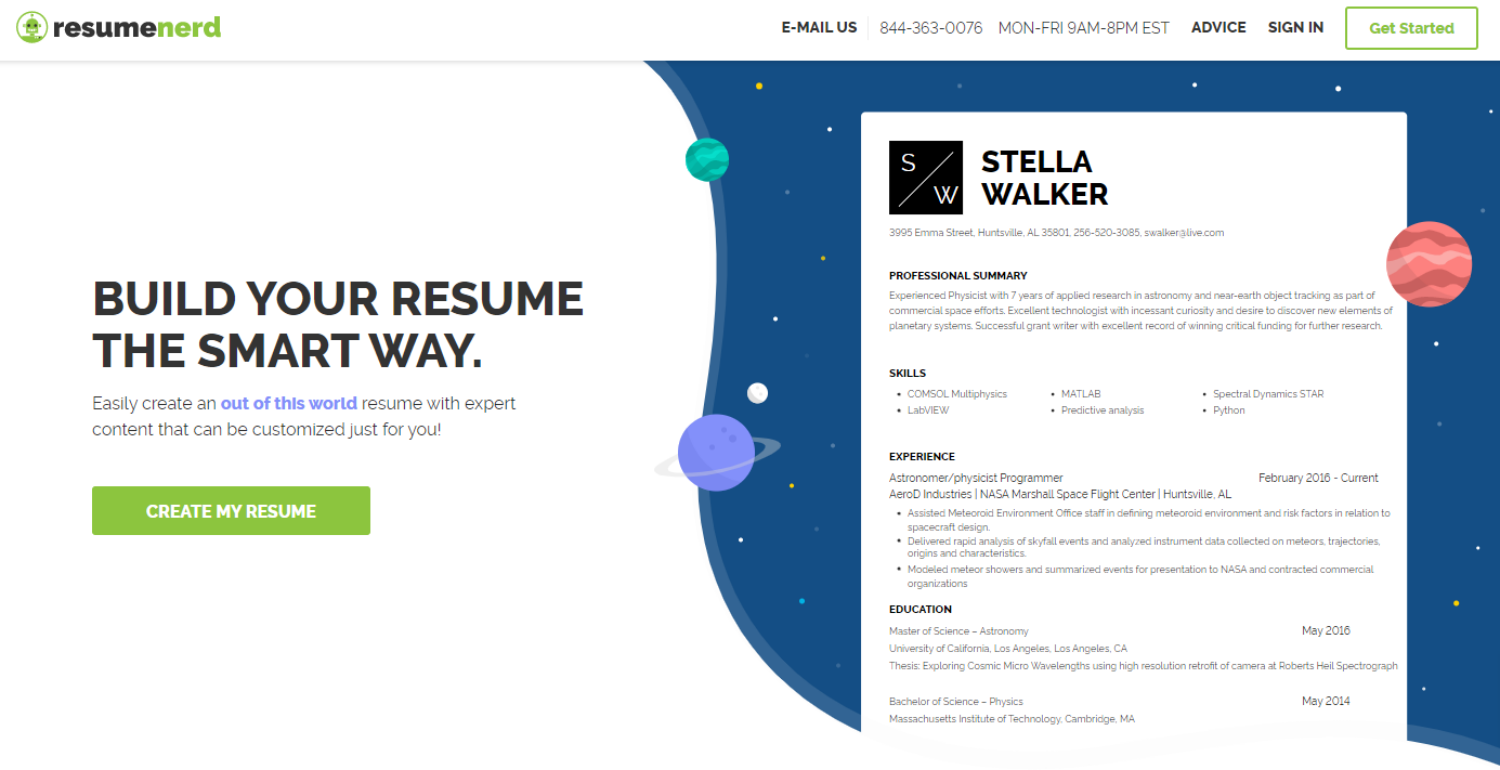 resumenerd
E-MAIL US 844-363-0076 MON-FRI 9AM-8PM EST ADVICE SIGN IN Get Started
BUILD YOUR RESUME
THE SMART WAY.
Easily create an out of this world resume with expert
content that can be customized just for you!
CREATE MY RESUME
S
W
STELLA
WALKER
3995 Emma Street, Huntsville, AL 35801, 256-520-3085, swalker@live.com
PROFESSIONAL SUMMARY
Experienced Physicist with 7 years of applied research in astronomy and near-earth object tracking as part of
commercial space efforts. Excellent technologist with incessant curiosity and desire to discover new elements of
planetary systems. Successful grant writer with excellent record of winning critical funding for further research.
SKILLS
• COMSOL Multiphysics • MATLAB • Spectral Dynamics STAR
• LabVIEW • Predictive analysis • Python
EXPERIENCE
Astronomer/physicist Programmer February 2016 - Current
AeroD Industries | NASA Marshall Space Flight Center | Huntsville, AL
• Assisted Meteoroid Environment Office staff in defining meteoroid environment and risk factors in relation to
spacecraft design.
• Delivered rapid analysis of skyfall events and analyzed instrument data collected on meteors, trajectories,
origins and characteristics.
• Modeled meteor showers and summarized events for presentation to NASA and contracted commercial
organizations
EDUCATION
Master of Science – Astronomy May 2016
University of California, Los Angeles, Los Angeles, CA
Thesis: Exploring Cosmic Micro Wavelengths using high resolution retrofit of camera at Roberts Heil Spectrograph
Bachelor of Science – Physics May 2014
Massachusetts Institute of Technology, Cambridge, MA